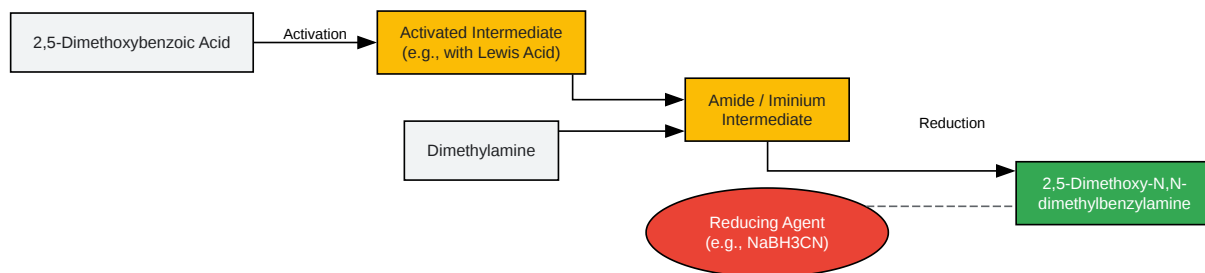 2,5-Dimethoxybenzoic Acid
Activation
Activated Intermediate
(e.g., with Lewis Acid)
Dimethylamine
Amide / Iminium
Intermediate
Reduction
2,5-Dimethoxy-N,N-
dimethylbenzylamine
Reducing Agent
(e.g., NaBH3CN)